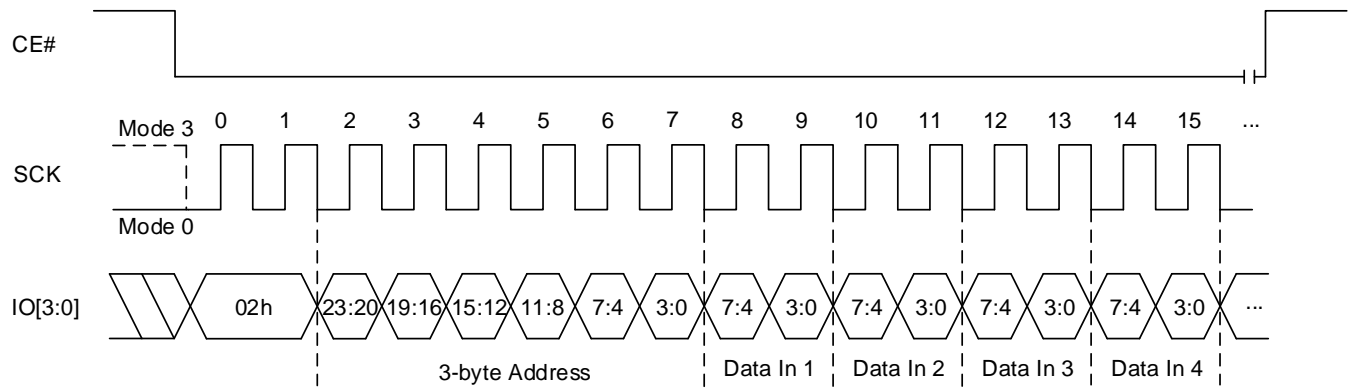 CE#
Mode 3 0 1 2 3 4 5 6 7 8 9 10 11 12 13 14 15 ...
SCK
Mode 0
IO[3:0] 02h 23:20 19:16 15:12 11:8 7:4 3:0 7:4 3:0 7:4 3:0 7:4 3:0 7:4 3:0 ...
3-byte Address Data In 1 Data In 2 Data In 3 Data In 4